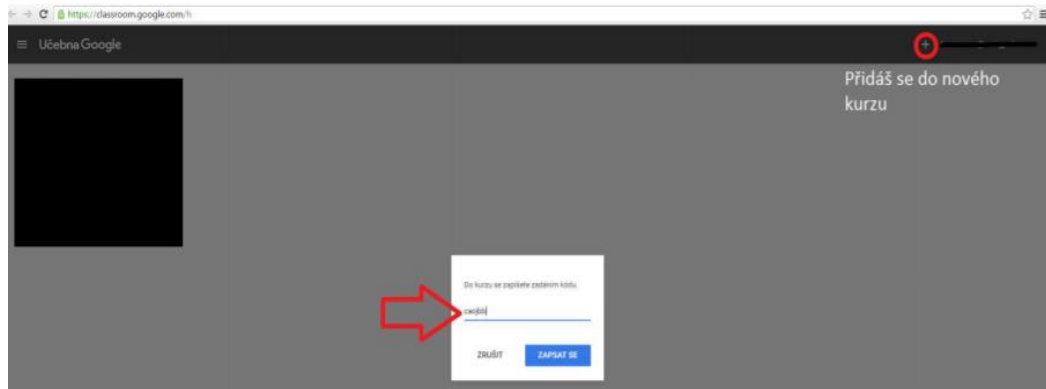 https://classroom.google.com/h
Učebna Google
+
Přidáš se do nového
kurzu
Do kurzu se zapíšete zadáním kódu.
ZRUŠIT ZAPSAT SE